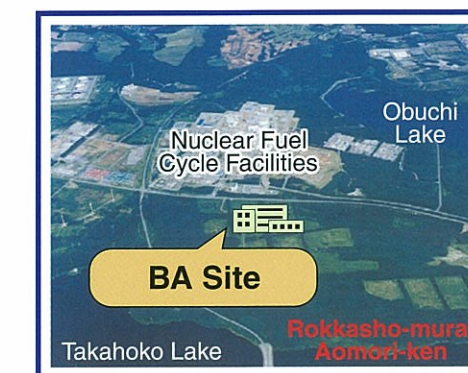 Obuchi
Lake
Nuclear Fuel
Cycle Facilities
BA Site
Rokkasho-mura
Aomori-ken
Takahoko Lake